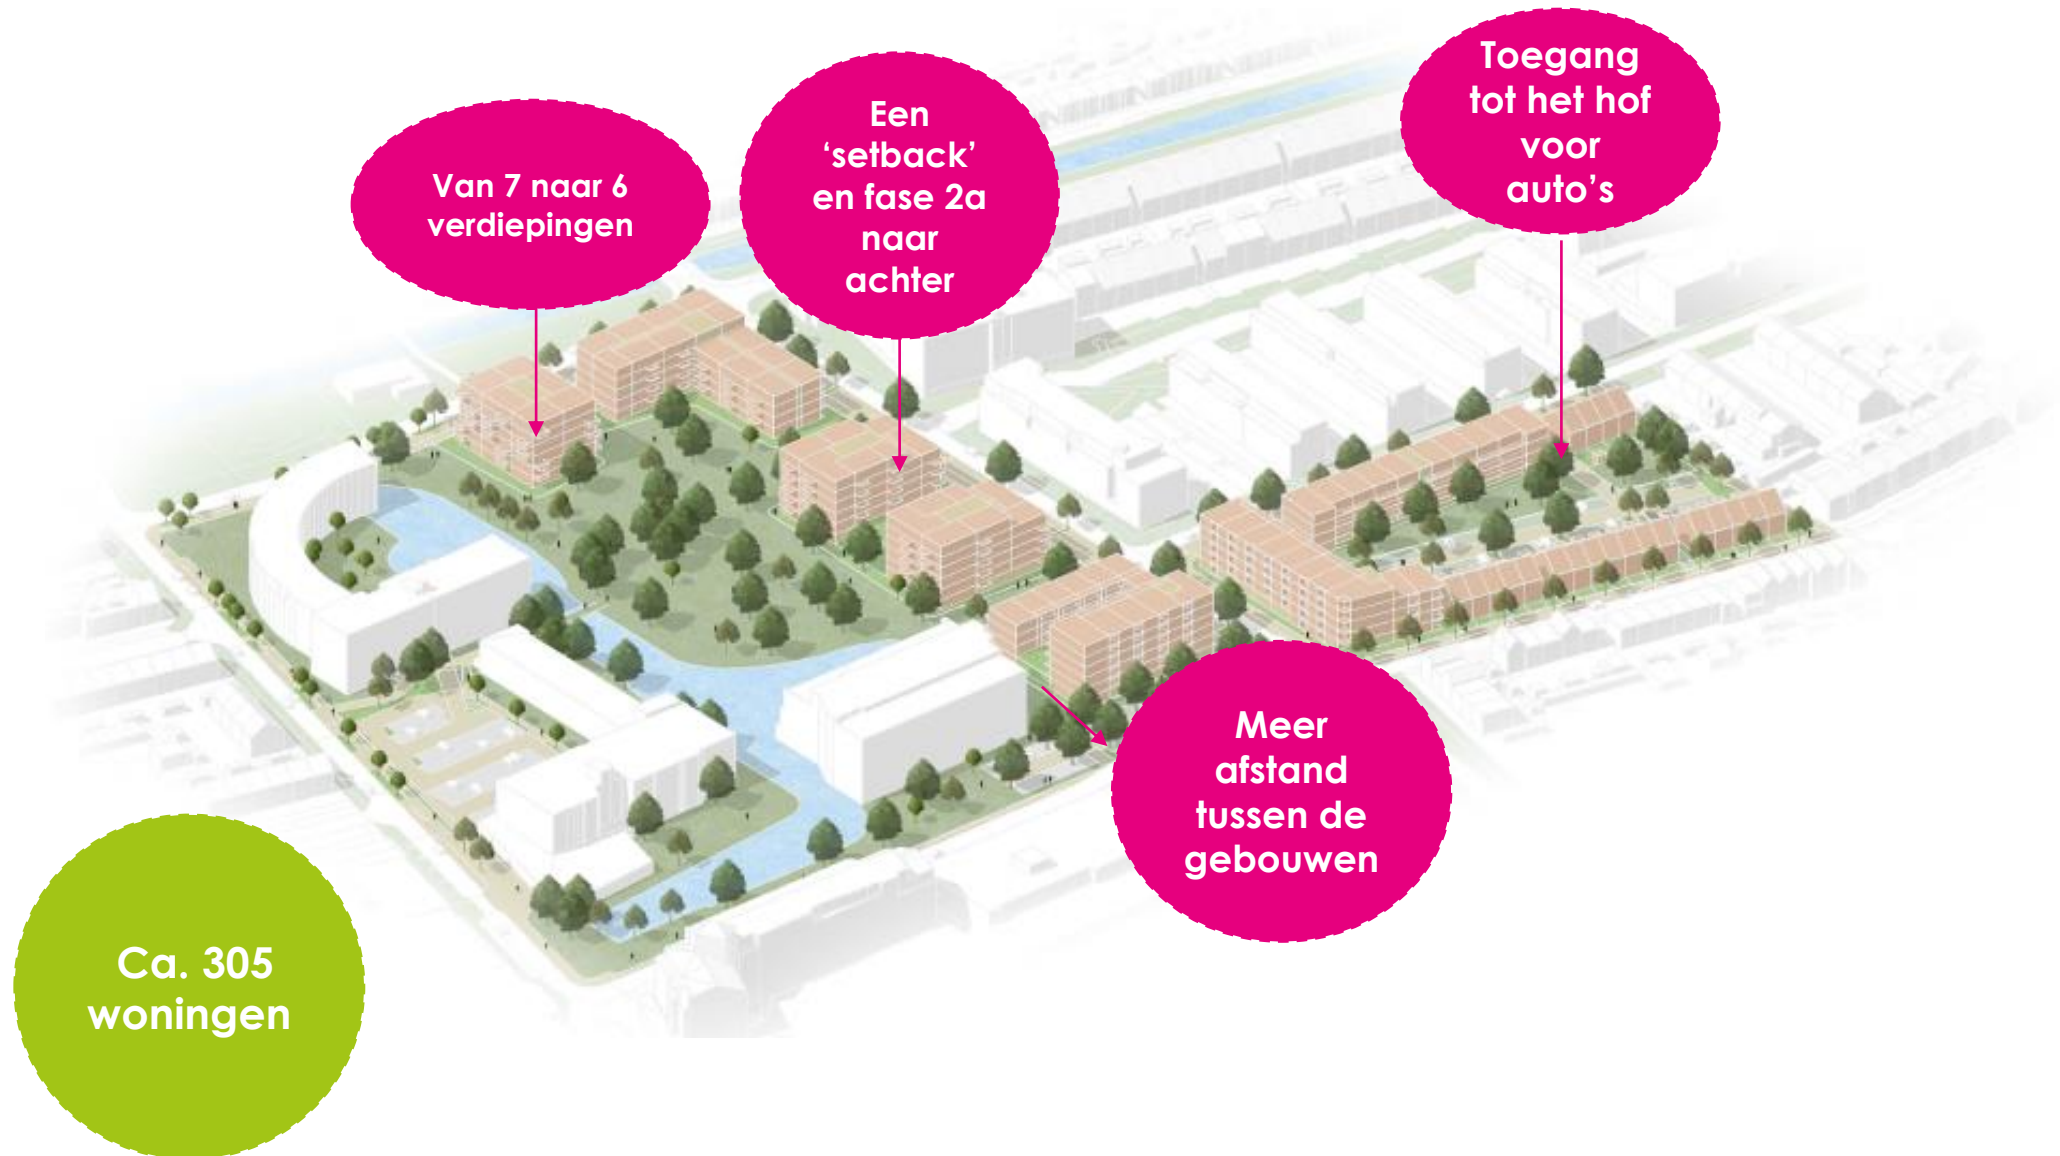 Van 7 naar 6
verdiepingen
Een
‘setback’
en fase 2a
naar
achter
Toegang
tot het hof
voor
auto’s
Meer
afstand
tussen de
gebouwen
Ca. 305
woningen